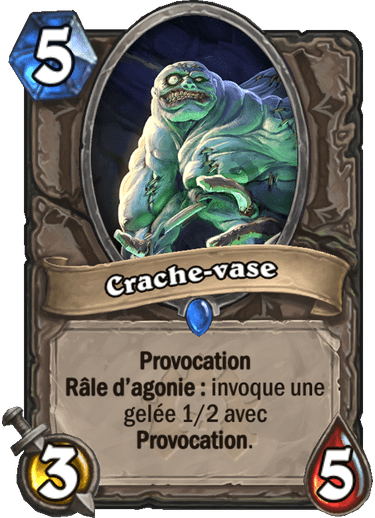 5
Crache-vase
Provocation
Râle d'agonie : invoque une
gelée 1/2 avec
Provocation.
3
5